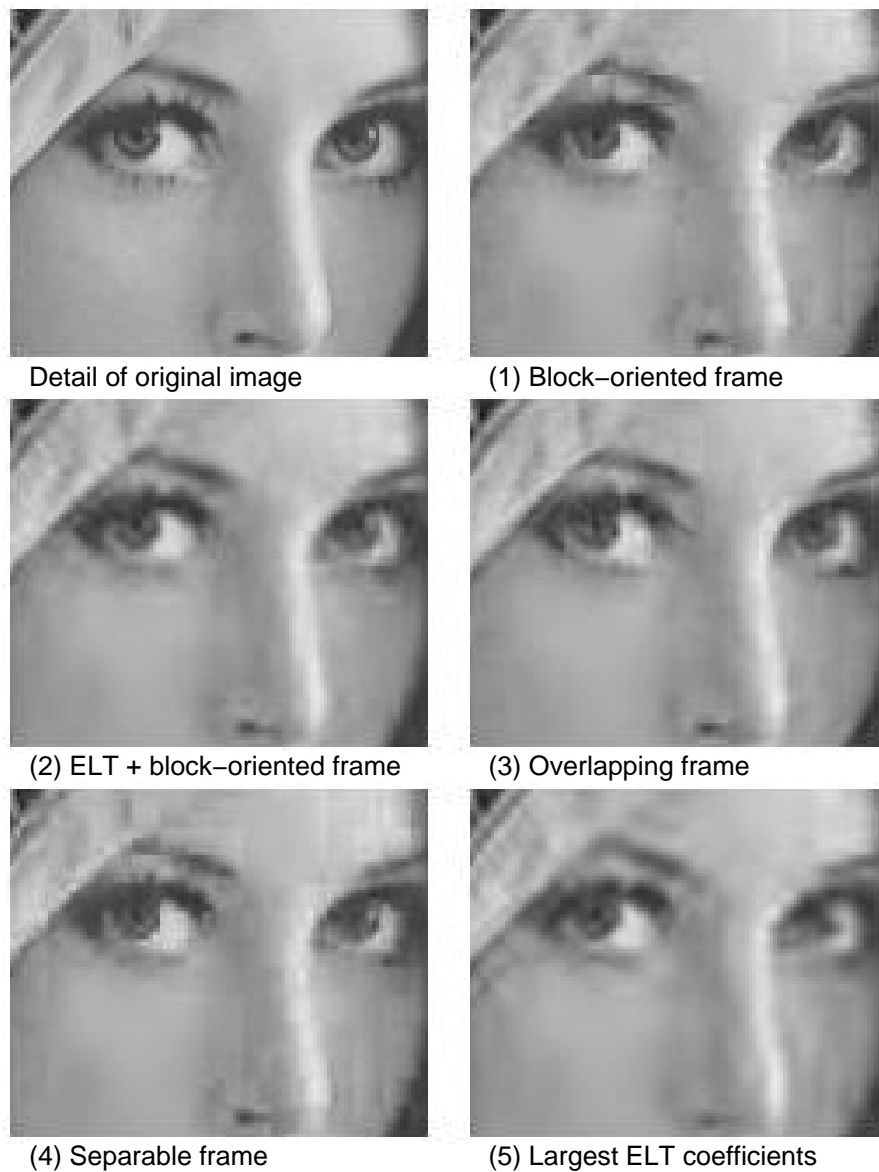 Detail of original image
(1) Block−oriented frame
(2) ELT + block−oriented frame
(3) Overlapping frame
(4) Separable frame
(5) Largest ELT coefficients